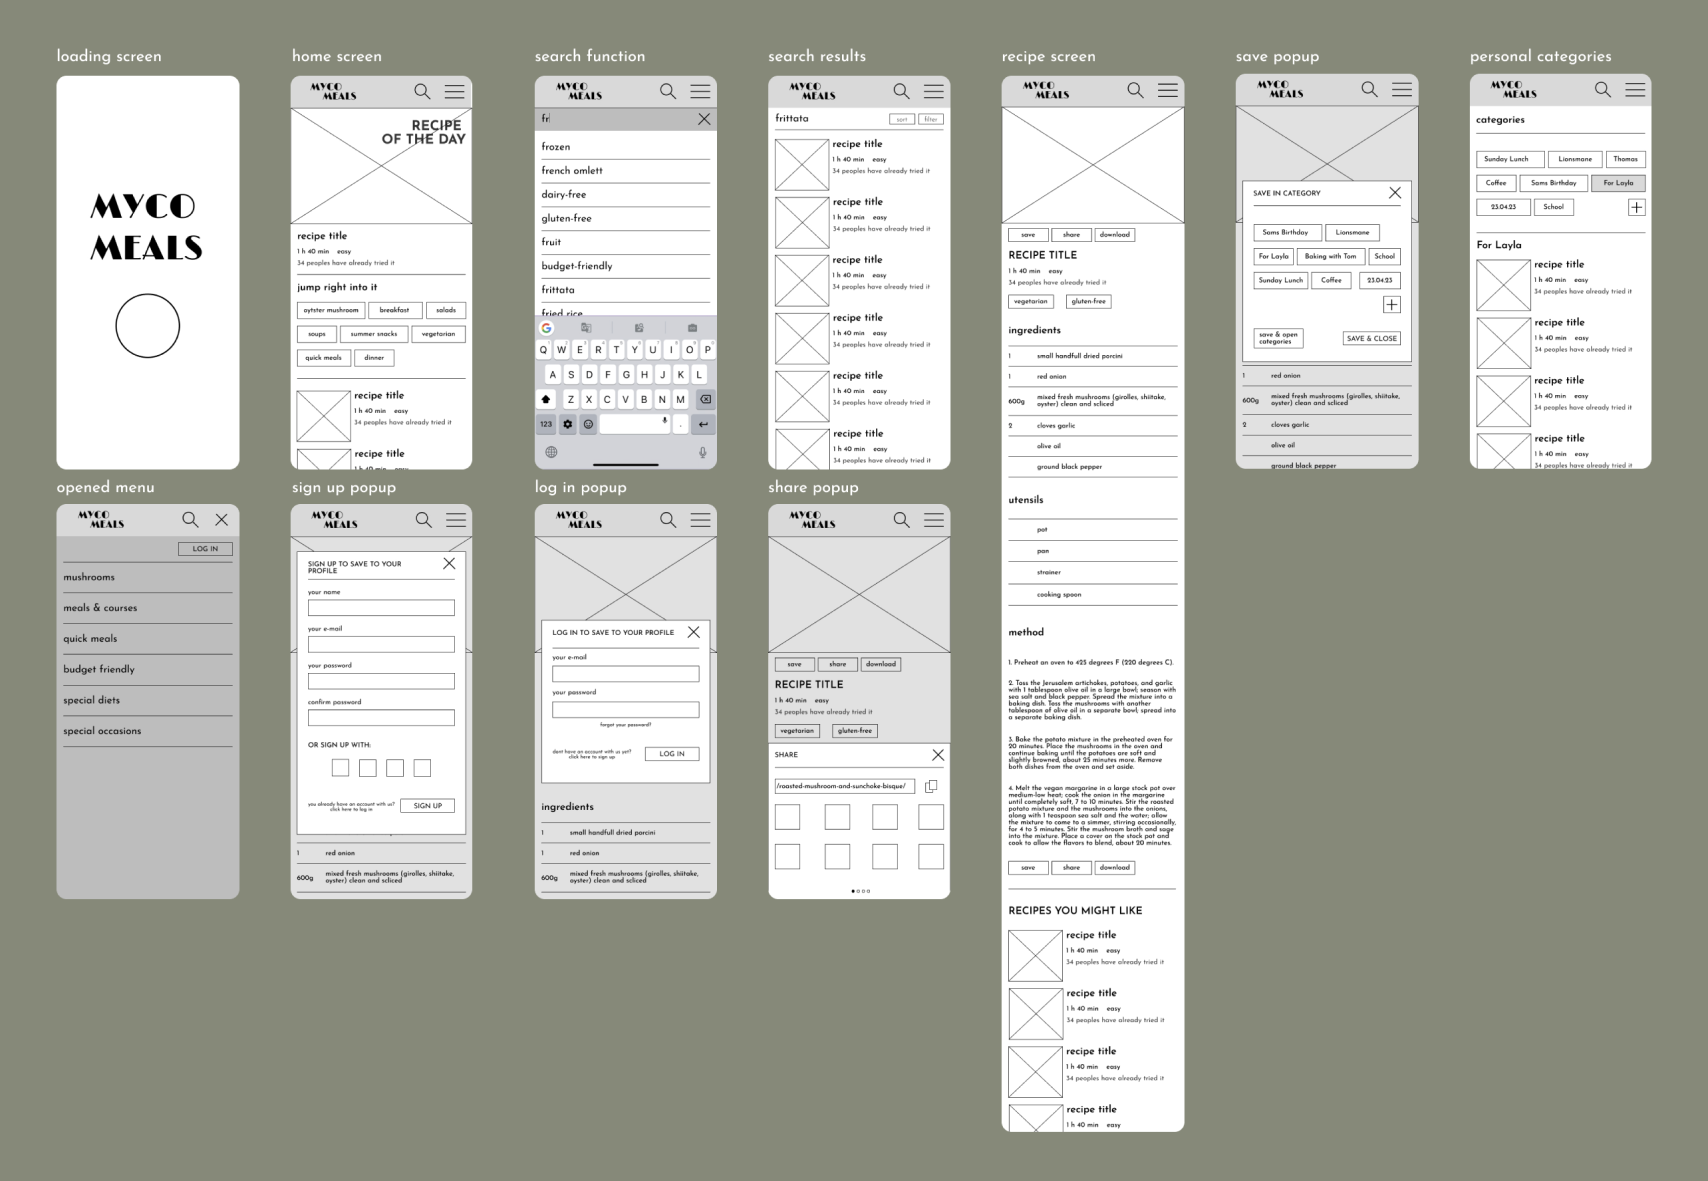 loading screen
MYCO
MEALS
home screen
MYCO
MEALS
RECIPE
OF THE DAY
recipe title
1 h 40 min easy
34 peoples have already tried it
jump right into it
oytster mushroom breakfast salads
soups summer snacks vegetarian
quick meals dinner
recipe title
1 h 40 min easy
34 peoples have already tried it
recipe title
1 h 40 min easy
search function
MYCO
MEALS
fr
frozen
french omlett
dairy-free
gluten-free
fruit
budget-friendly
frittata
fried rice
G
Q W E R T Y U I O P
A S D F G H J K L
Z X C V B N M
123 .
search results
MYCO
MEALS
frittata sort filter
recipe title
1 h 40 min easy
34 peoples have already tried it
recipe title
1 h 40 min easy
34 peoples have already tried it
recipe title
1 h 40 min easy
34 peoples have already tried it
recipe title
1 h 40 min easy
34 peoples have already tried it
recipe title
1 h 40 min easy
34 peoples have already tried it
recipe title
1 h 40 min easy
34 peoples have already tried it
recipe screen
MYCO
MEALS
save share download
RECIPE TITLE
1 h 40 min easy
34 peoples have already tried it
vegetarian gluten-free
ingredients
1 small handfull dried porcini
1 red onion
600g mixed fresh mushrooms (girolles, shiitake,
oyster) clean and scliced
2 cloves garlic
olive oil
ground black pepper
utensils
pot
pan
strainer
cooking spoon
method
1. Preheat an oven to 425 degrees F (220 degrees C).
2. Toss the Jerusalem artichokes, potatoes, and garlic
with 1 tablespoon olive oil in a large bowl; season with
sea salt and black pepper. Spread the mixture into a
baking dish. Toss the mushrooms with another
tablespoon of olive oil in a separate bowl; spread into
a separate baking dish.
3. Bake the potato mixture in the preheated oven for
20 minutes. Place the mushrooms in the oven and
continue baking until the potatoes are soft and
slightly browned, about 25 minutes more. Remove
both dishes from the oven and set aside.
4. Melt the vegan margarine in a large stock pot over
medium-low heat; cook the onion in the margarine
until completely soft, 7 to 10 minutes. Stir the roasted
potato mixture and the mushrooms into the onions,
along with 1 teaspoon sea salt and the water; allow
the mixture to come to a simmer, stirring occasionally,
for 4 to 5 minutes. Stir the mushroom broth and sage
into the mixture. Place a cover on the stock pot and
cook to allow the flavors to blend, about 20 minutes.
save share download
RECIPES YOU MIGHT LIKE
recipe title
1 h 40 min easy
34 peoples have already tried it
recipe title
1 h 40 min easy
34 peoples have already tried it
recipe title
1 h 40 min easy
34 peoples have already tried it
recipe title
1 h 40 min easy
save popup
MYCO
MEALS
SAVE IN CATEGORY
Sams Birthday Lionsmane
For Layla Baking with Tom School
Sunday Lunch Coffee 23.04.23
save & open
categories
SAVE & CLOSE
1 red onion
600g mixed fresh mushrooms (girolles, shiitake,
oyster) clean and scliced
2 cloves garlic
olive oil
ground black pepper
personal categories
MYCO
MEALS
categories
Sunday Lunch Lionsmane Thomas
Coffee Sams Birthday For Layla
23.04.23 School
For Layla
recipe title
1 h 40 min easy
34 peoples have already tried it
recipe title
1 h 40 min easy
34 peoples have already tried it
recipe title
1 h 40 min easy
34 peoples have already tried it
recipe title
1 h 40 min easy
34 peoples have already tried it
opened menu
MYCO
MEALS
LOG IN
mushrooms
meals & courses
quick meals
budget friendly
special diets
special occasions
sign up popup
MYCO
MEALS
SIGN UP TO SAVE TO YOUR
PROFILE
your name
your e-mail
your password
confirm password
OR SIGN UP WITH:
you already have an account with us?
click here to log in
SIGN UP
1 red onion
600g mixed fresh mushrooms (girolles, shiitake,
oyster) clean and scliced
log in popup
MYCO
MEALS
LOG IN TO SAVE TO YOUR PROFILE
your e-mail
your password
forgot your password?
dont have an account with us yet?
click here to sign up
LOG IN
ingredients
1 small handfull dried porcini
1 red onion
600g mixed fresh mushrooms (girolles, shiitake,
oyster) clean and scliced
share popup
MYCO
MEALS
save share download
RECIPE TITLE
1 h 40 min easy
34 peoples have already tried it
vegetarian gluten-free
SHARE
/roasted-mushroom-and-sunchoke-bisque/